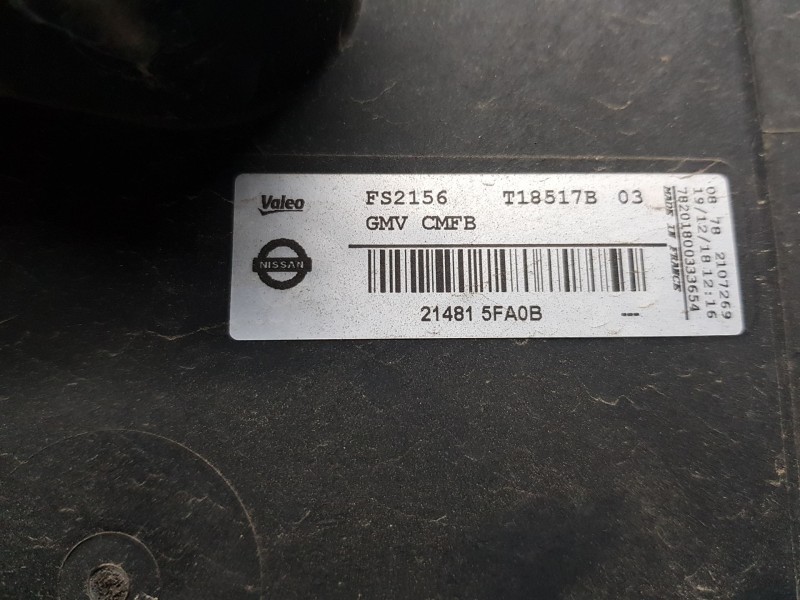 Valeo
FS2156 T18517B 03
GMV CMFB
NISSAN
21481 5FA0B ---
MADE IN FRANCE
7820180033654
19/12/18 12:16
08 78 2107269